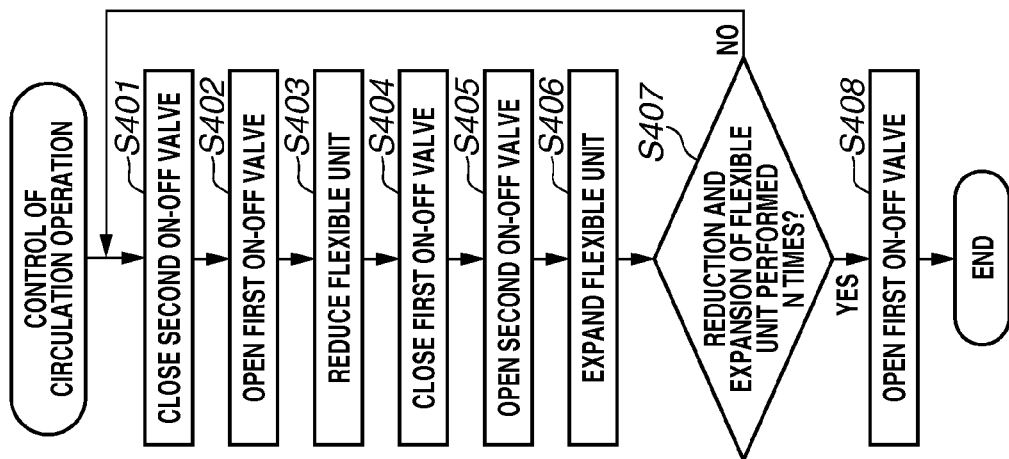 CONTROL OF
CIRCULATION OPERATION
S401
CLOSE SECOND ON-OFF VALVE
S402
OPEN FIRST ON-OFF VALVE
S403
REDUCE FLEXIBLE UNIT
S404
CLOSE FIRST ON-OFF VALVE
S405
OPEN SECOND ON-OFF VALVE
S406
EXPAND FLEXIBLE UNIT
S407
REDUCTION AND
EXPANSION OF FLEXIBLE
UNIT PERFORMED
N TIMES?
NO
YES
S408
OPEN FIRST ON-OFF VALVE
END